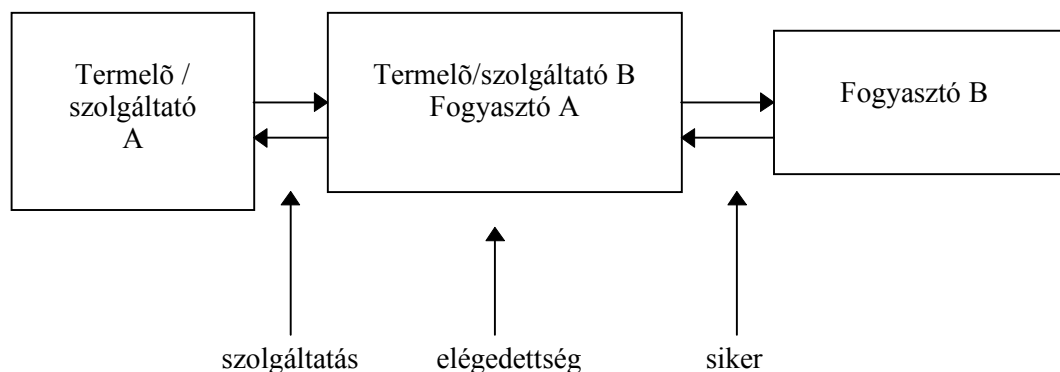 Termelõ /
szolgáltató
A
Termelõ/szolgáltató B
Fogyasztó A
Fogyasztó B
szolgáltatás
elégedettség
siker